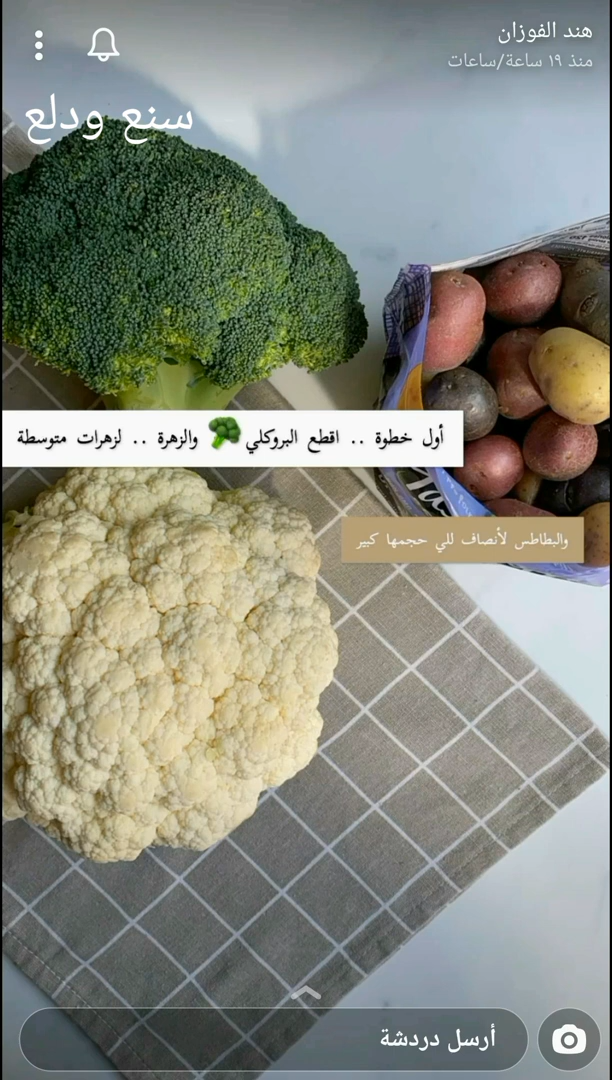 هند الفوزان
منذ ١٩ ساعة/ساعات
سنع ودلع
أول خطوة .. اقطع البروكلي🥦 والزهرة .. لزهرات متوسطة
والبطاطس لأنصاف للي حجمها كبير
أرسل دردشة